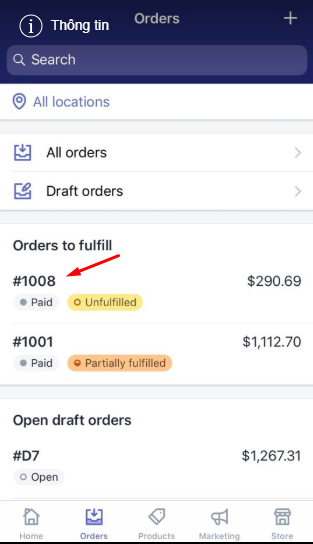 Thông tin
Orders
Search
All locations
All orders
Draft orders
Orders to fulfill
#1008 $290.69
Paid Unfulfilled
#1001 $1,112.70
Paid Partially fulfilled
Open draft orders
#D7 $1,267.31
Open
Home Orders Products Marketing Store